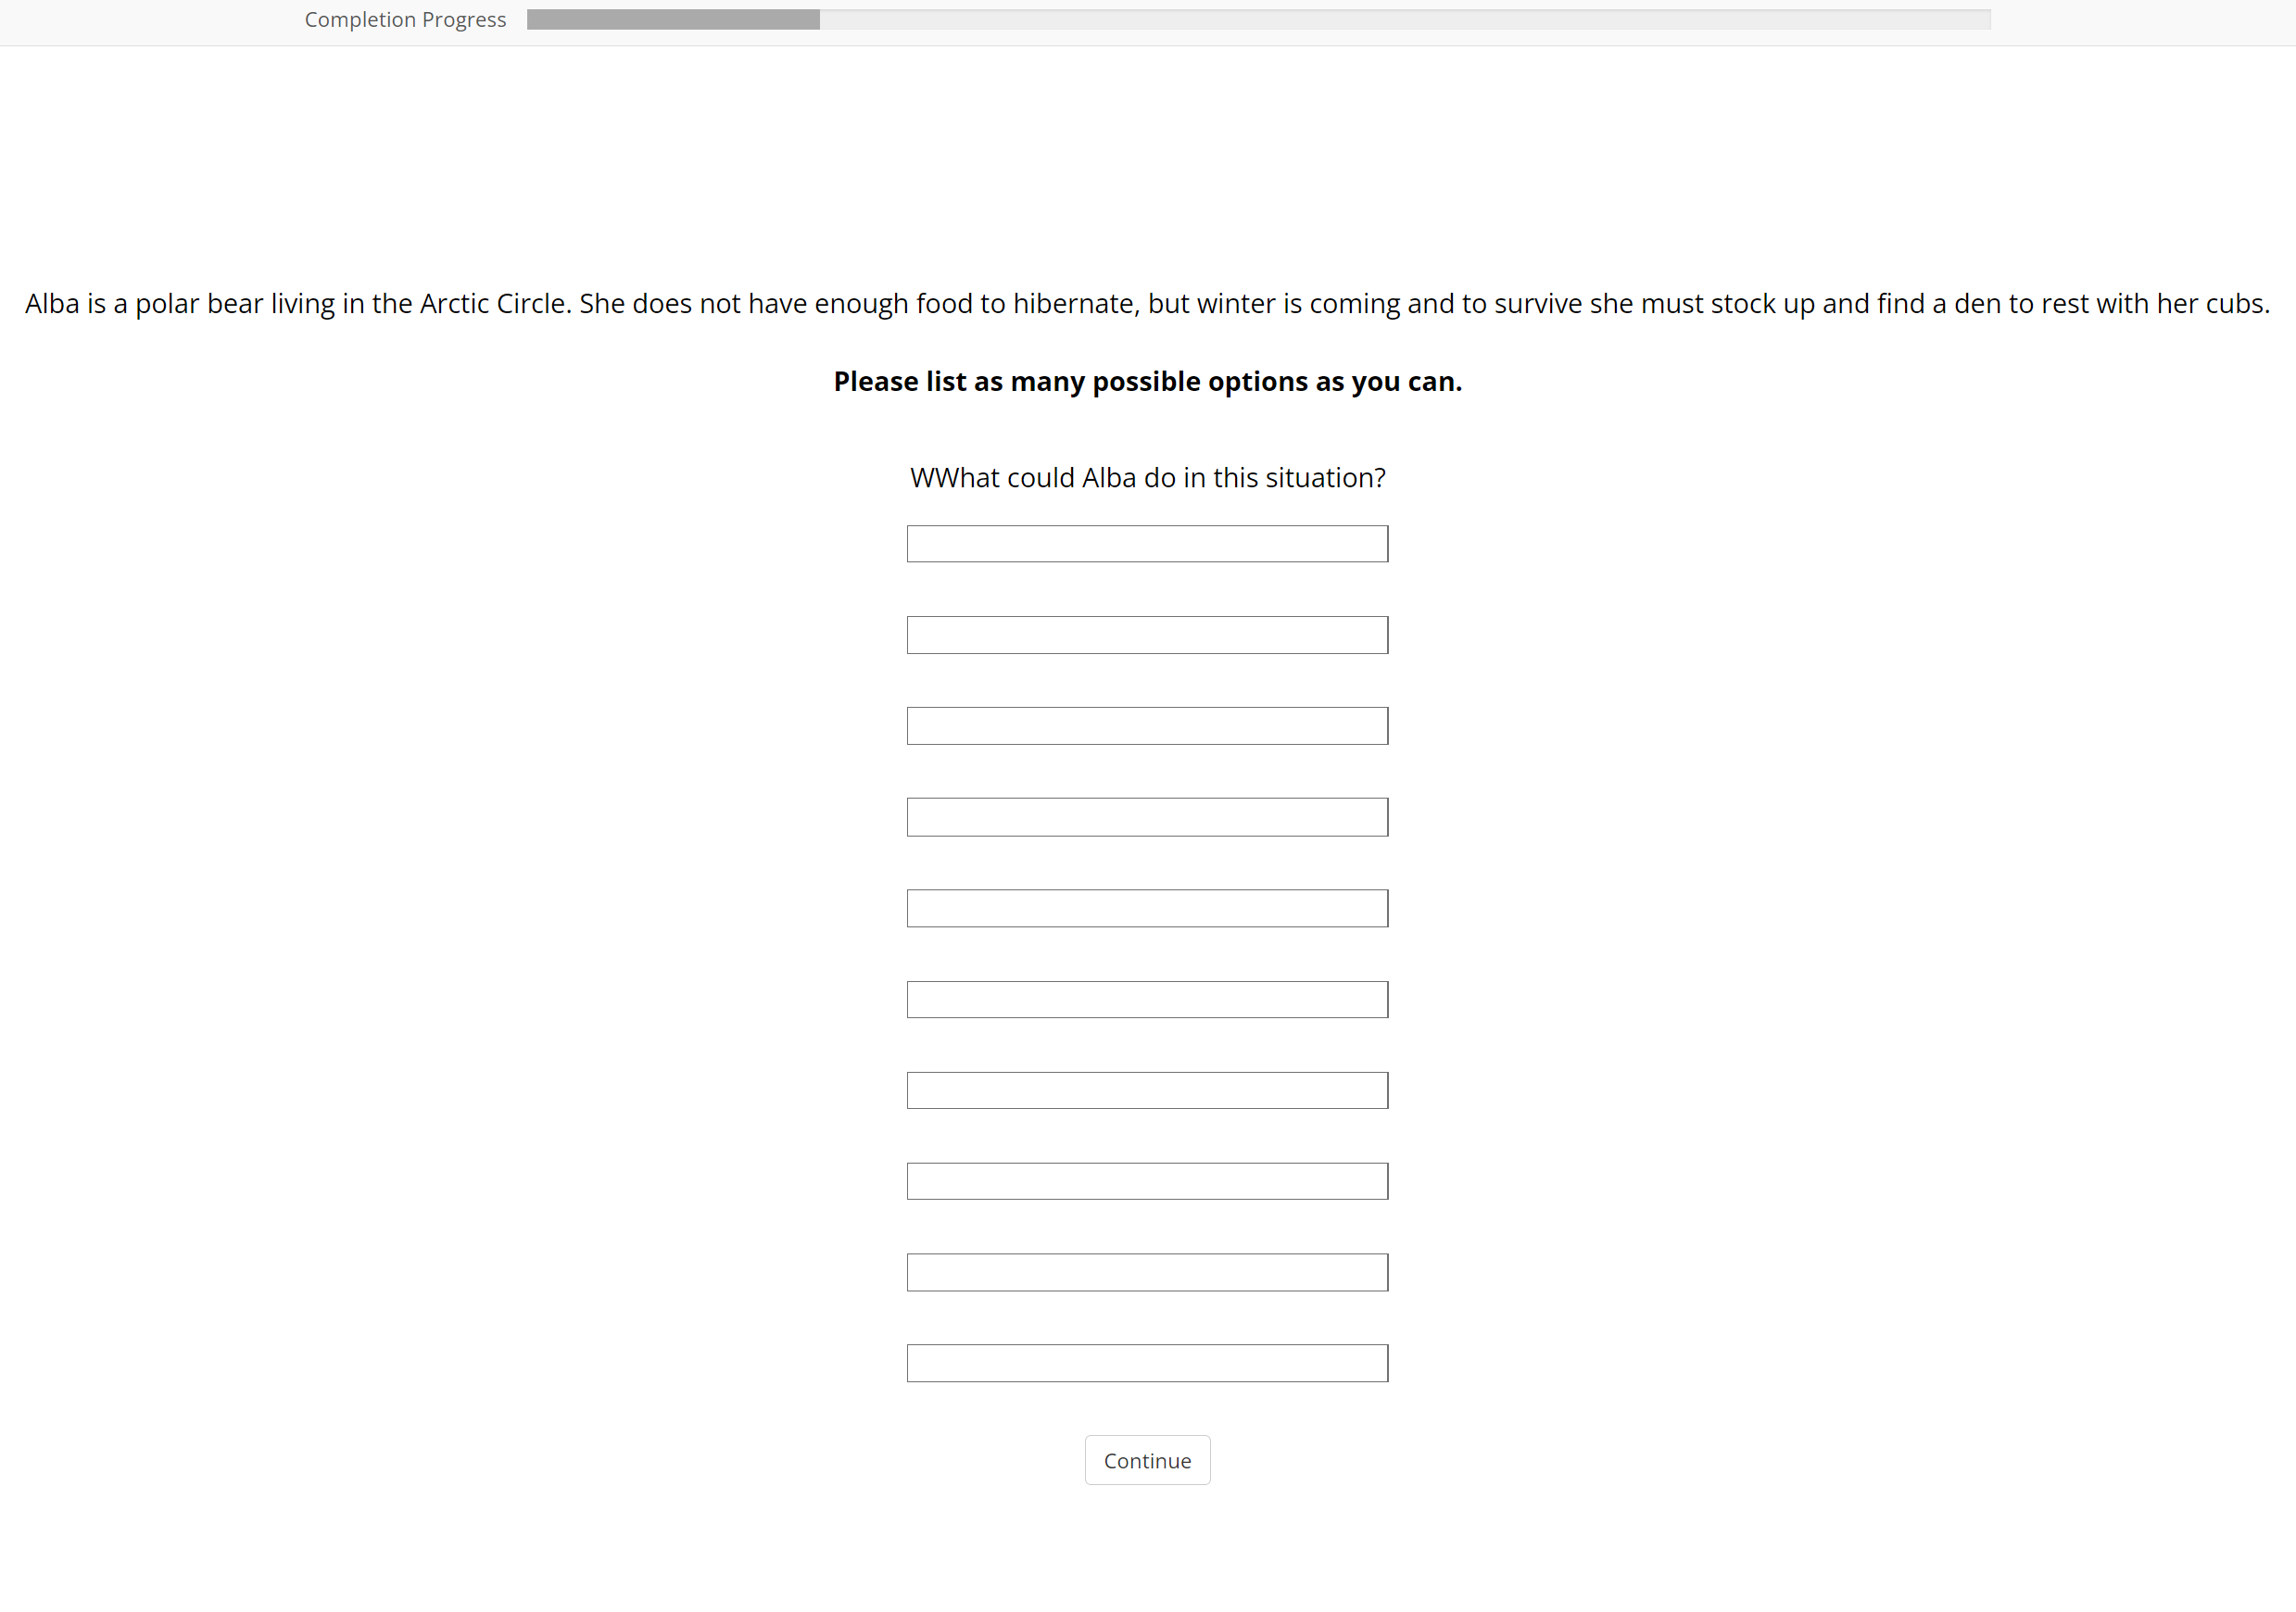 Completion Progress
Alba is a polar bear living in the Arctic Circle. She does not have enough food to hibernate, but winter is coming and to survive she must stock up and find a den to rest with her cubs.
Please list as many possible options as you can.
WWhat could Alba do in this situation?
Continue